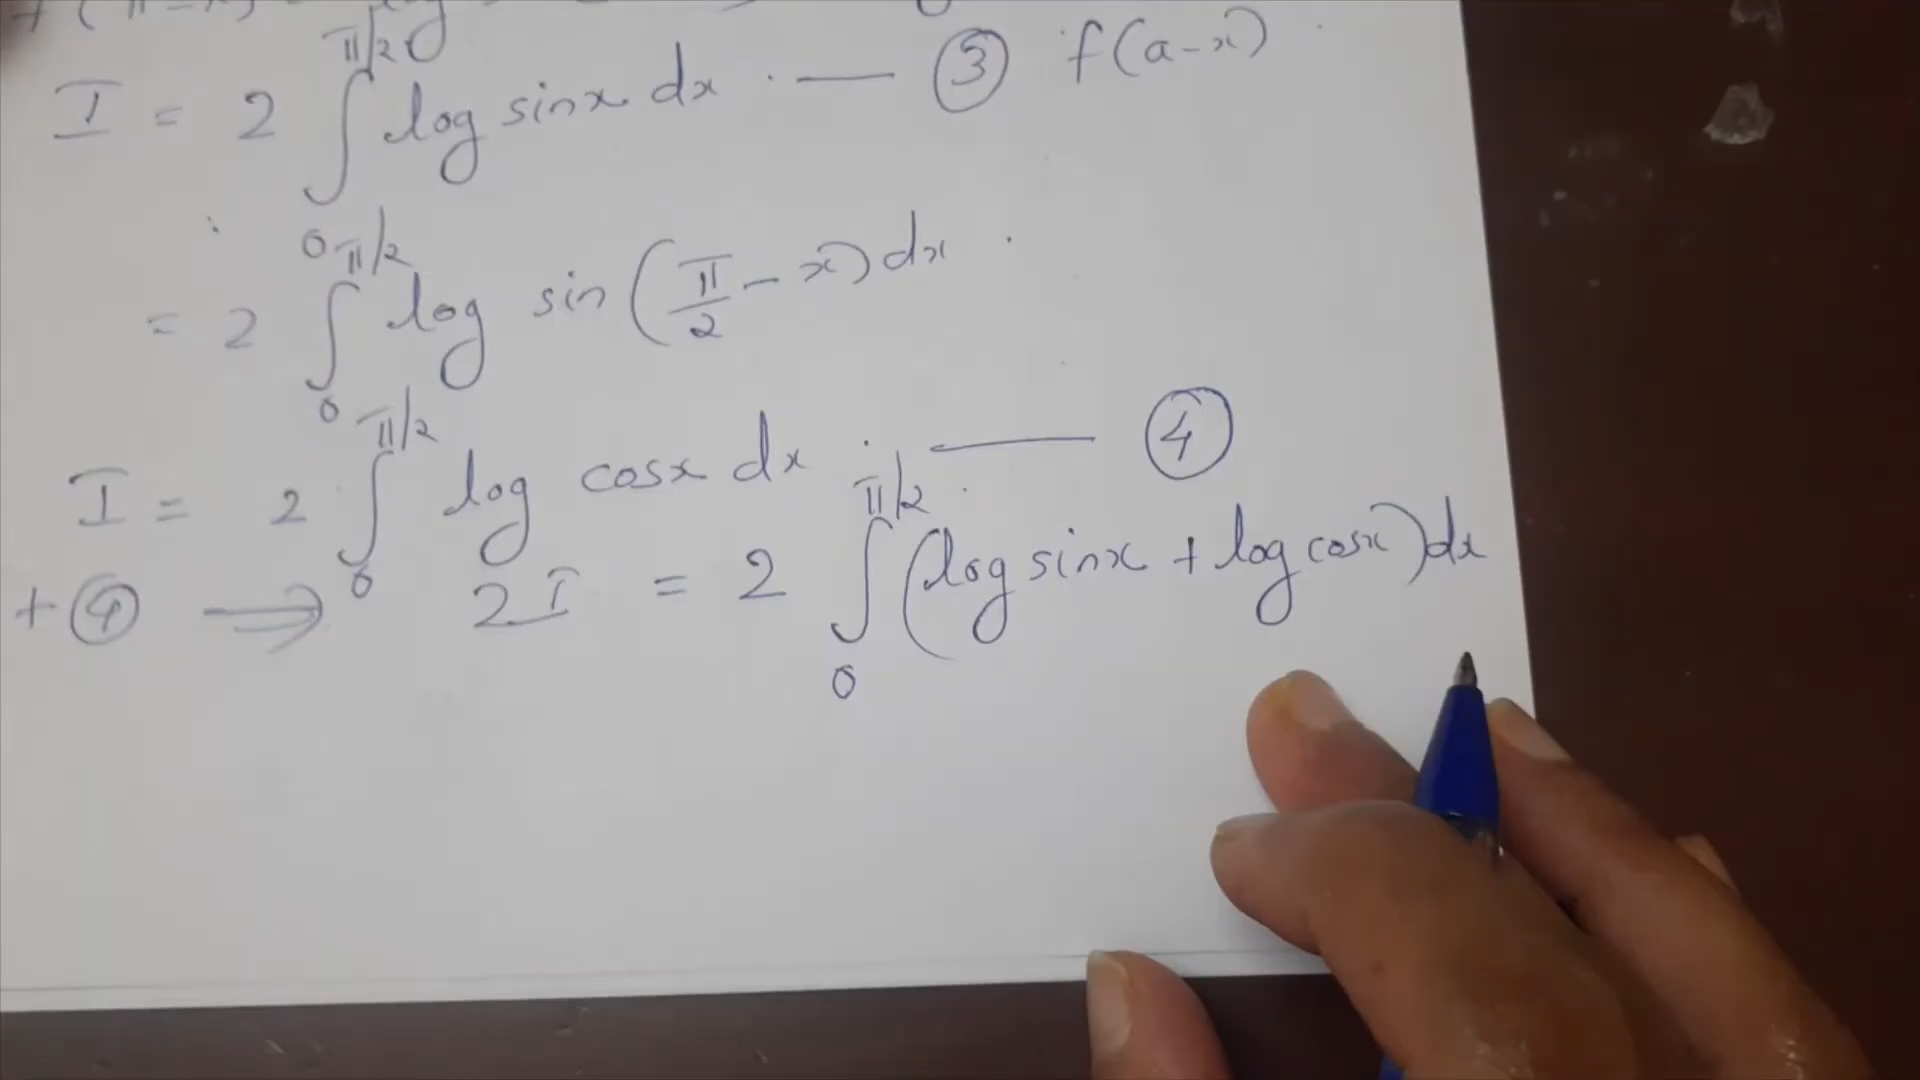 I = 2 ∫₀^π/2 log sinx dx . — ③ f(a-x)
= 2 ∫₀^π/2 log sin (π/2 - x) dx .
I = 2 ∫₀^π/2 log cosx dx . — ④
+ ④ ⟹ 2I = 2 ∫₀^π/2 (log sinx + log cosx) dx